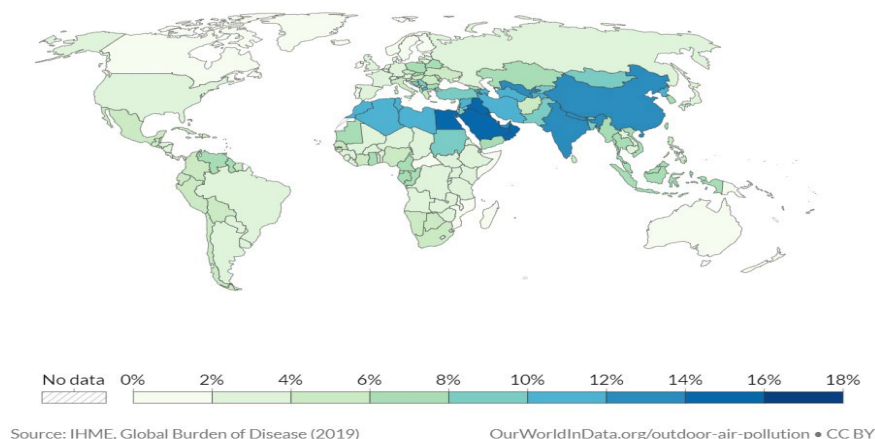 No data 0% 2% 4% 6% 8% 10% 12% 14% 16% 18%
Source: IHME, Global Burden of Disease (2019) OurWorldInData.org/outdoor-air-pollution • CC BY